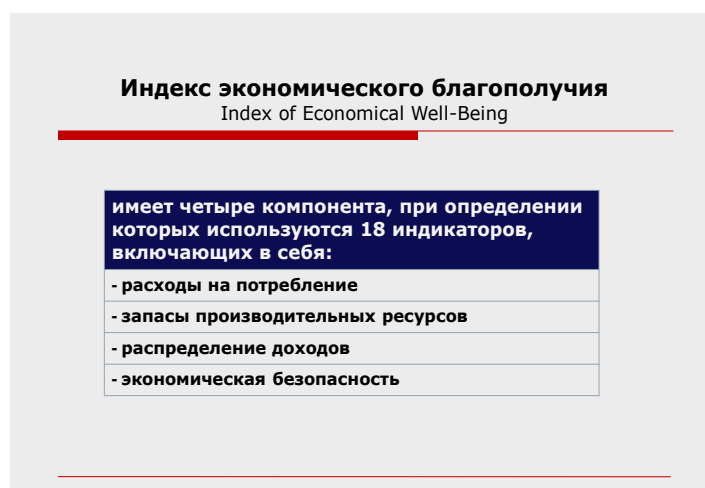 Индекс экономического благополучия
Index of Economical Well-Being
имеет четыре компонента, при определении
которых используются 18 индикаторов,
включающих в себя:
- расходы на потребление
- запасы производительных ресурсов
- распределение доходов
- экономическая безопасность